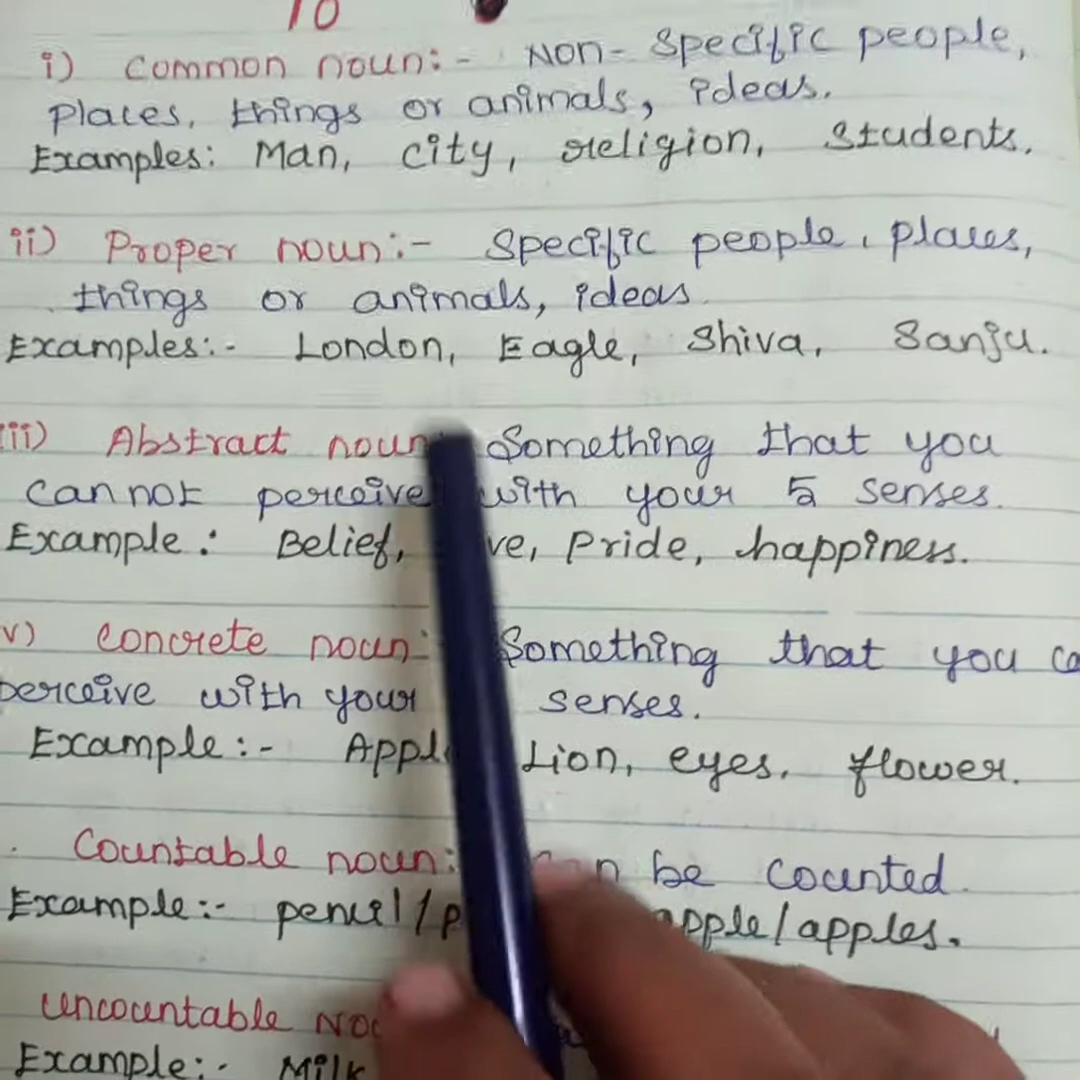 10
i) Common noun:- Non-specific people,
places, things or animals, ideas.
Examples: Man, city, religion, students.
ii) Proper noun:- specific people, places,
things or animals, ideas.
Examples:- London, Eagle, Shiva, Sanju.
iii) Abstract noun: Something that you
cannot perceive with your 5 senses.
Example: Belief, ve, Pride, happiness.
v) Concrete noun: Something that you ca
perceive with your senses.
Example:- Appl Lion, eyes, flower.
Countable noun: can be counted.
Example:- pencil/p apple/apples.
Uncountable No
Example:- Milk